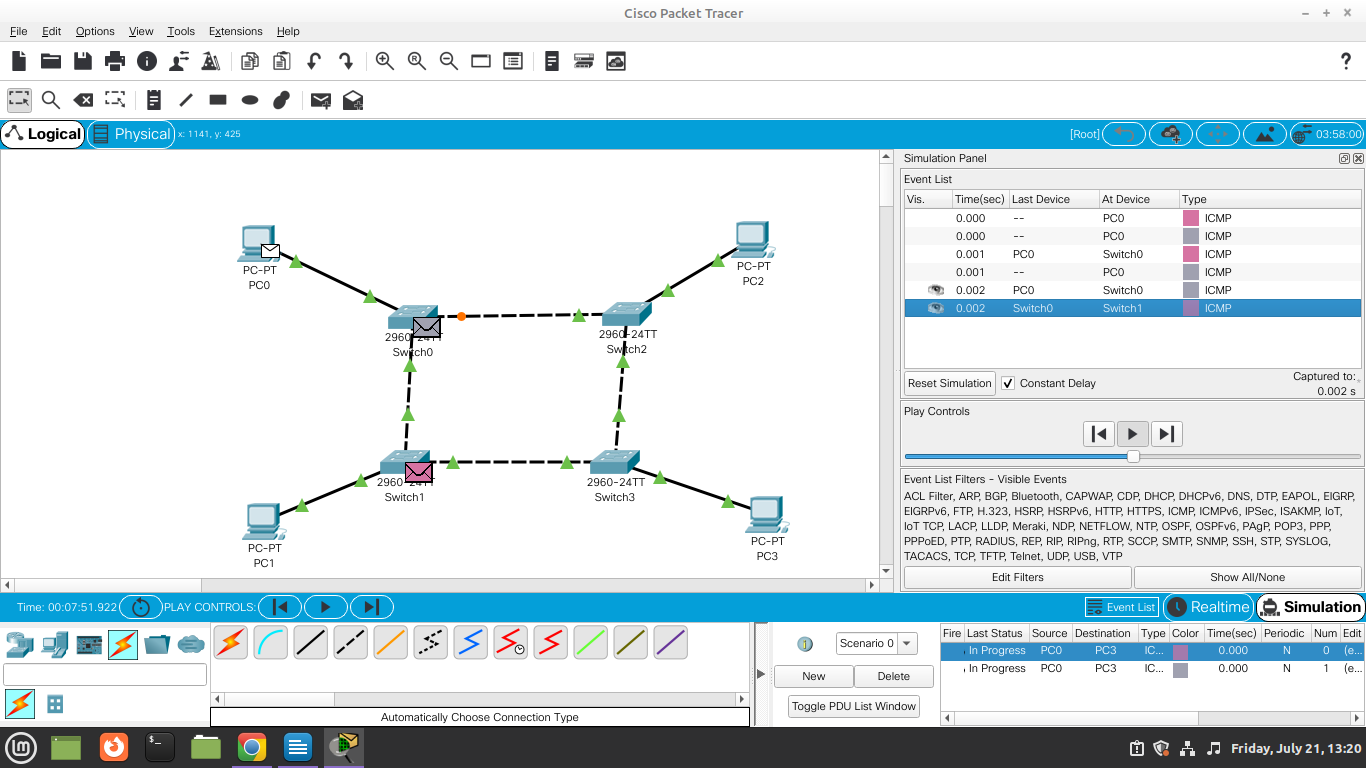 Cisco Packet Tracer
File Edit Options View Tools Extensions Help
Logical Physical x: 1141, y: 425 [Root] 03:58:00
PC-PT
PC0
PC-PT
PC2
2960-24TT
Switch0
2960-24TT
Switch2
2960-24TT
Switch1
2960-24TT
Switch3
PC-PT
PC1
PC-PT
PC3
Simulation Panel
Event List
Vis. Time(sec) Last Device At Device Type
0.000 -- PC0 ICMP
0.000 -- PC0 ICMP
0.001 PC0 Switch0 ICMP
0.001 -- PC0 ICMP
0.002 PC0 Switch0 ICMP
0.002 Switch0 Switch1 ICMP
Reset Simulation Constant Delay Captured to:
0.002 s
Play Controls
Event List Filters - Visible Events
ACL Filter, ARP, BGP, Bluetooth, CAPWAP, CDP, DHCP, DHCPv6, DNS, DTP, EAPOL, EIGRP,
EIGRPv6, FTP, H.323, HSRP, HSRPv6, HTTP, HTTPS, ICMP, ICMPv6, IPSec, ISAKMP, IoT,
IoT TCP, LACP, LLDP, Meraki, NDP, NETFLOW, NTP, OSPF, OSPFv6, PAgP, POP3, PPP,
PPPoED, PTP, RADIUS, REP, RIP, RIPng, RTP, SCCP, SMTP, SNMP, SSH, STP, SYSLOG,
TACACS, TCP, TFTP, Telnet, UDP, USB, VTP
Edit Filters Show All/None
Time: 00:07:51.922 PLAY CONTROLS: Event List Realtime Simulation
Automatically Choose Connection Type
Scenario 0
New Delete
Toggle PDU List Window
Fire Last Status Source Destination Type Color Time(sec) Periodic Num Edit
In Progress PC0 PC3 IC... 0.000 N 0 (e...
In Progress PC0 PC3 IC... 0.000 N 1 (e...
Friday, July 21, 13:20